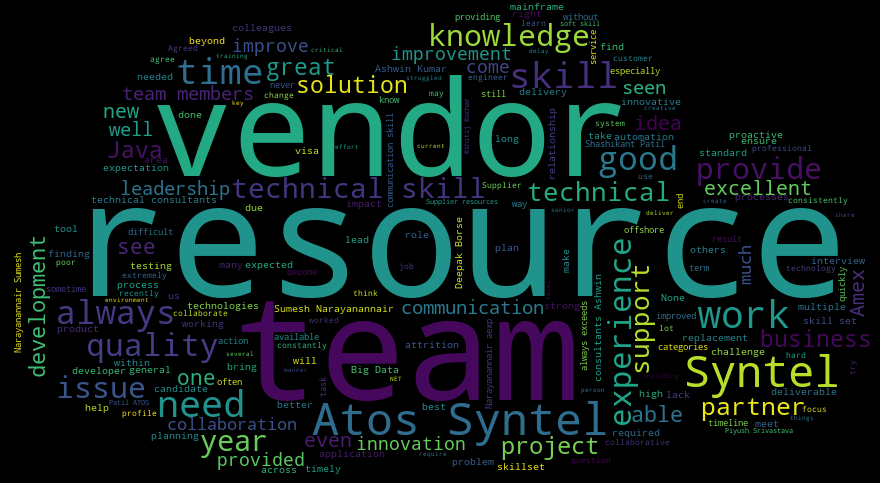 mainframe
providing
right
without
colleagues
learn
soft skill
Agreed
beyond
critical
knowledge
service
find
improve
improvement
agree
training
delay
customer
time
great
Ashwin Kumar
come
engineer
skill
especially
needed
solution
never
struggled
delivery
seen
team members
key
change
know
may
still
innovative
creative
new
done
vendor
system
idea
proactive
well
effort
current
long
take
automation
ensure
Java
visa
Kshitij Kochar
relationship
Shashikant Patil
standard
professional
area
good
provide
expectation
communication skill
use
leadership
technical skill
Supplier
technical
excellent
technical consultants
impact
Supplier resources
way
end
processes
consistently
due
senior
deliver
create
share
resource
tool
difficult
lead
role
Deepak Borse
plan
offshore
others
result
finding
see
many
expected
job
make
experience
term
much
interview
poor
testing
technology
Narayanannair Sumesh
development
extremely
process
become
consultants Ashwin
support
quickly
sometime
recently
think
level
None
multiple
Amex
environment
technologies
Sumesh Narayanannair
communication
strong
always exceeds
improved
skill set
always
us
collaborate
working
worked
team
work
lot
product
action
available
constantly
attrition
Narayanannair aexp
replacement
business
quality
within
several
will
categories
hard
developer
general
bring
Big Data
challenge
Syntel
try
issue
one
candidate
often
task
.NET
person
high
lack
including
deliverable
manner
help
Patil ATOS
profile
need
better
best
able
partner
focus
timeline
things
collaboration
Atos Syntel
required
meet
Piyush Srivastava
planning
year
even
innovation
project
collaborative
provided
application
require
problem
across
timely
skillset
question